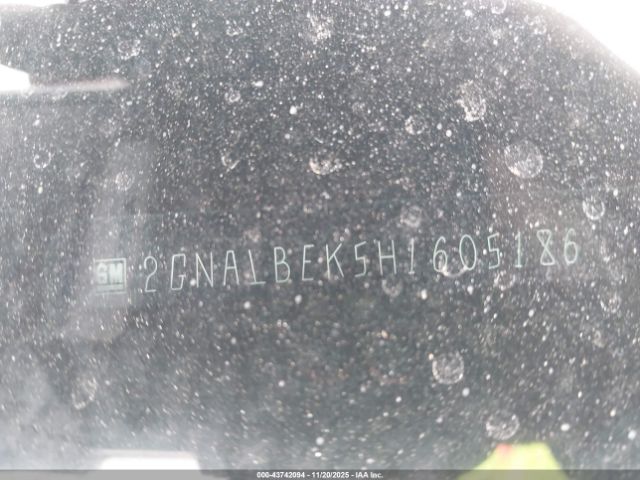 GM 2GNALBEK5H1605186
000-43742094 - 11/20/2025 - IAA Inc.